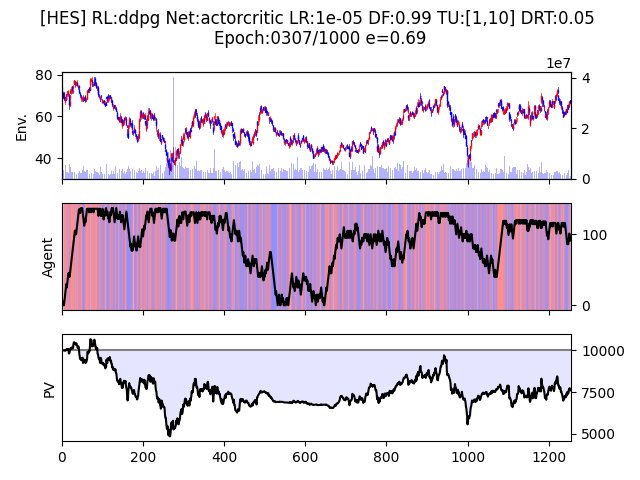 [HES] RL:ddpg Net:actorcritic LR:1e-05 DF:0.99 TU:[1,10] DRT:0.05
Epoch:0307/1000 e=0.69
1e7
80
60
40
Env.
4
2
0
Agent
100
0
PV
10000
7500
5000
0 200 400 600 800 1000 1200